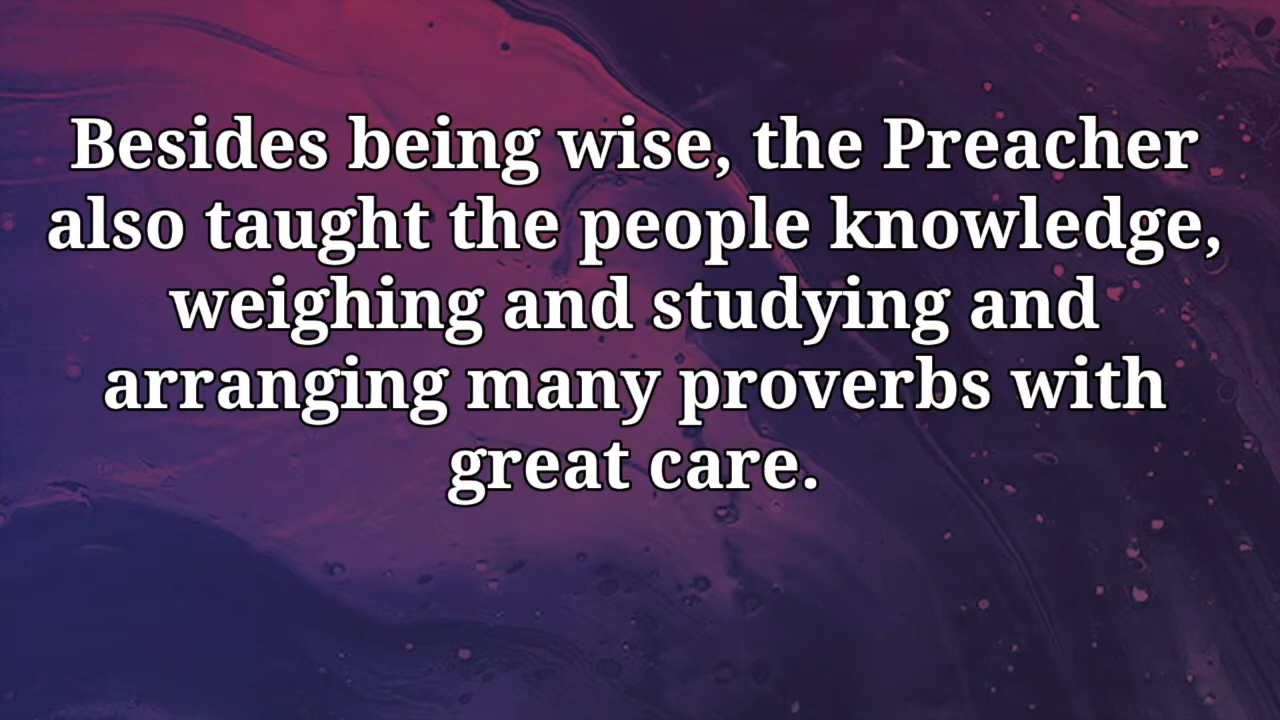 Besides being wise, the Preacher
also taught the people knowledge,
weighing and studying and
arranging many proverbs with
great care.